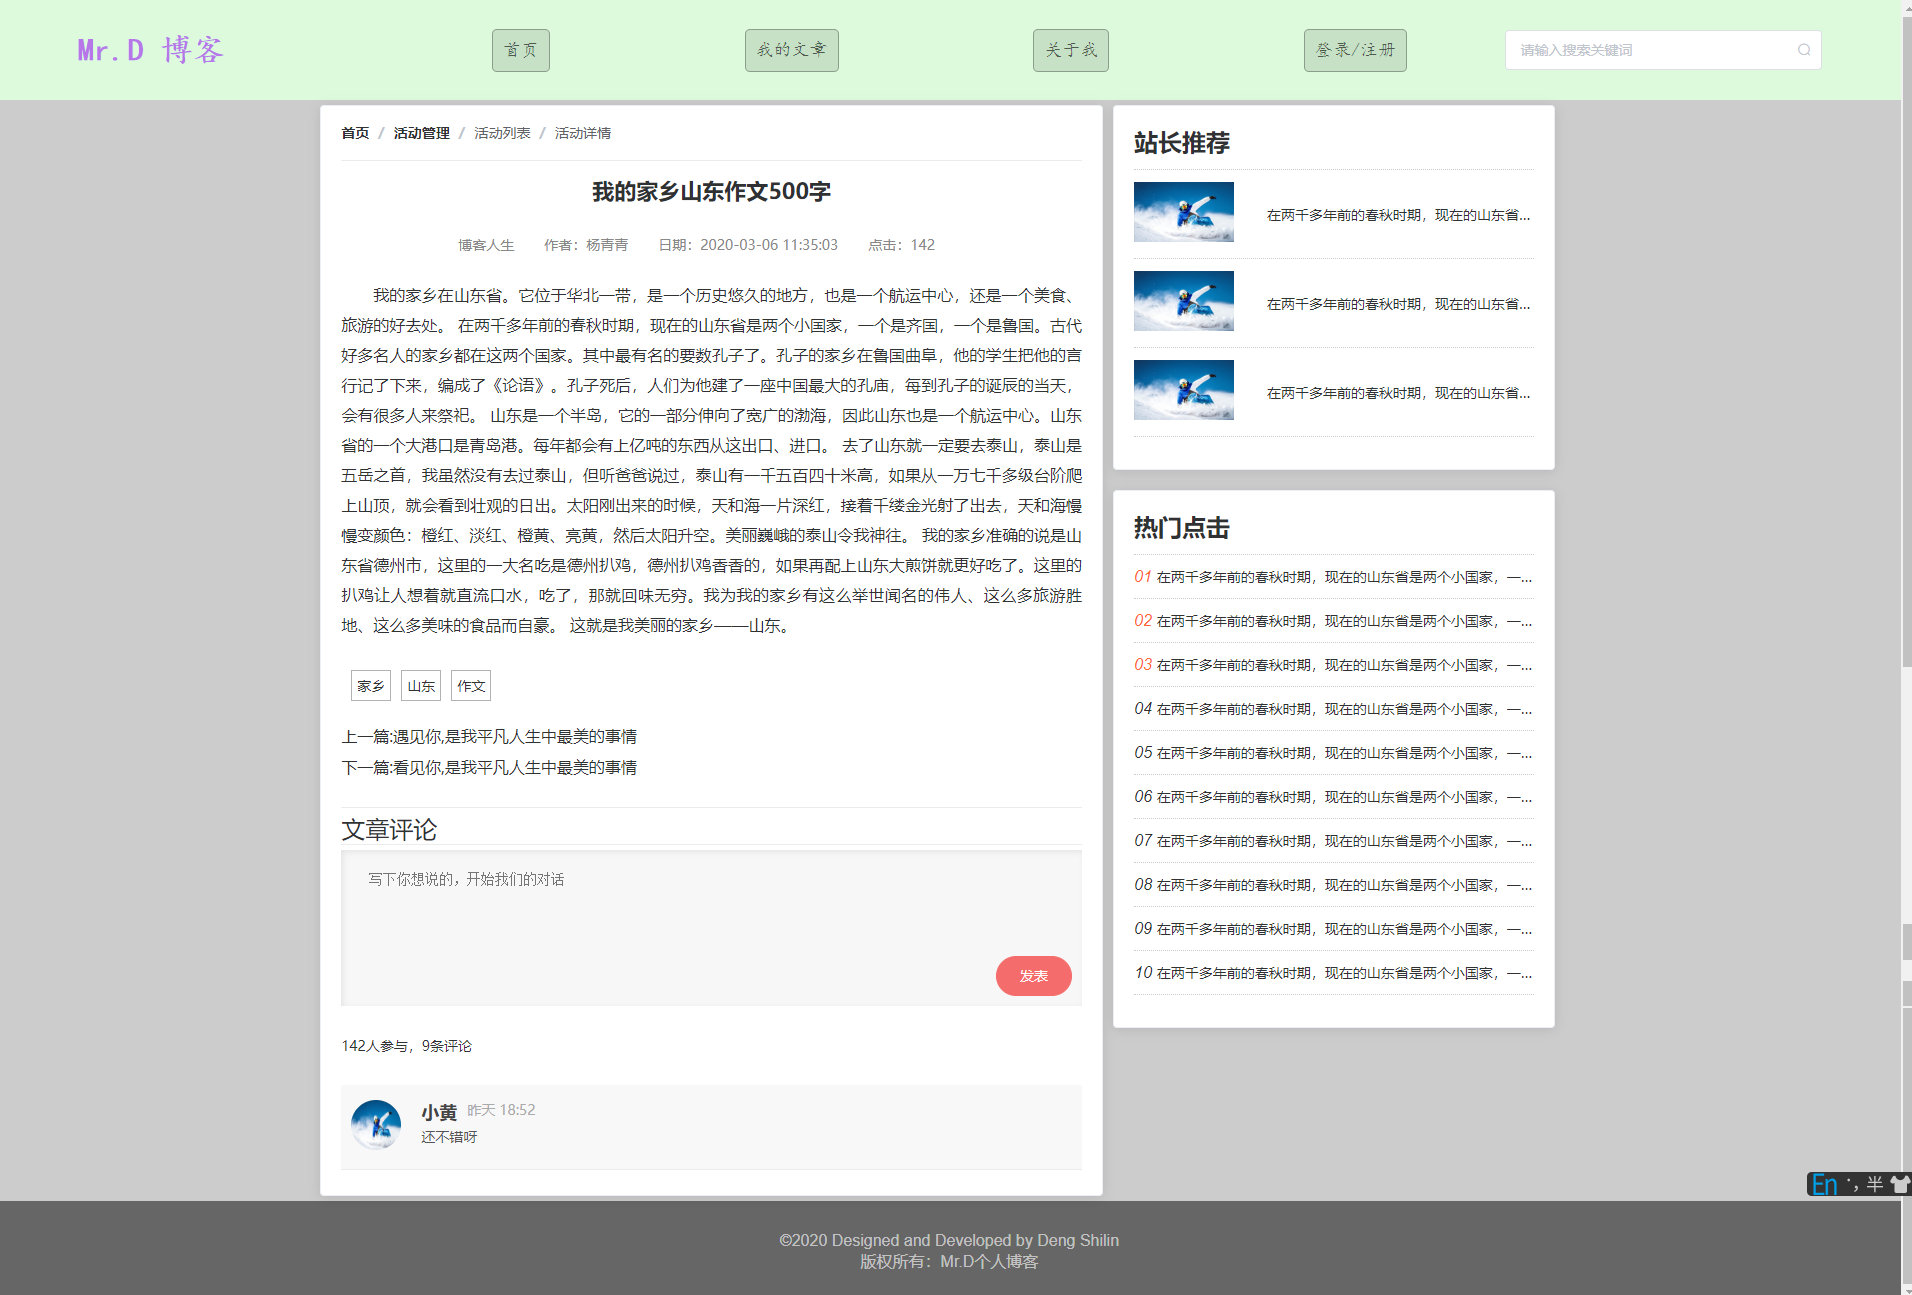 Mr.D 博客
首页
我的文章
关于我
登录/注册
请输入搜索关键词
首页 / 活动管理 / 活动列表 / 活动详情
我的家乡山东作文500字
博客人生 作者：杨青青 日期：2020-03-06 11:35:03 点击：142
我的家乡在山东省。它位于华北一带，是一个历史悠久的地方，也是一个航运中心，还是一个美食、
旅游的好去处。 在两千多年前的春秋时期，现在的山东省是两个小国家，一个是齐国，一个是鲁国。古代
好多名人的家乡都在这两个国家。其中最有名的要数孔子了。孔子的家乡在鲁国曲阜，他的学生把他的言
行记了下来，编成了《论语》。孔子死后，人们为他建了一座中国最大的孔庙，每到孔子的诞辰的当天，
会有很多人来祭祀。 山东是一个半岛，它的一部分伸向了宽广的渤海，因此山东也是一个航运中心。山东
省的一个大港口是青岛港。每年都会有上亿吨的东西从这出口、进口。 去了山东就一定要去泰山，泰山是
五岳之首，我虽然没有去过泰山，但听爸爸说过，泰山有一千五百四十米高，如果从一万七千多级台阶爬
上山顶，就会看到壮观的日出。太阳刚出来的时候，天和海一片深红，接着千缕金光射了出去，天和海慢
慢变颜色：橙红、淡红、橙黄、亮黄，然后太阳升空。美丽巍峨的泰山令我神往。 我的家乡准确的说是山
东省德州市，这里的一大名吃是德州扒鸡，德州扒鸡香香的，如果再配上山东大煎饼就更好吃了。这里的
扒鸡让人想着就直流口水，吃了，那就回味无穷。我为我的家乡有这么举世闻名的伟人、这么多旅游胜
地、这么多美味的食品而自豪。 这就是我美丽的家乡——山东。
家乡
山东
作文
上一篇:遇见你,是我平凡人生中最美的事情
下一篇:看见你,是我平凡人生中最美的事情
文章评论
写下你想说的，开始我们的对话
发表
142人参与，9条评论
小黄 昨天 18:52
还不错呀
站长推荐
在两千多年前的春秋时期，现在的山东省...
在两千多年前的春秋时期，现在的山东省...
在两千多年前的春秋时期，现在的山东省...
热门点击
01 在两千多年前的春秋时期，现在的山东省是两个小国家，一...
02 在两千多年前的春秋时期，现在的山东省是两个小国家，一...
03 在两千多年前的春秋时期，现在的山东省是两个小国家，一...
04 在两千多年前的春秋时期，现在的山东省是两个小国家，一...
05 在两千多年前的春秋时期，现在的山东省是两个小国家，一...
06 在两千多年前的春秋时期，现在的山东省是两个小国家，一...
07 在两千多年前的春秋时期，现在的山东省是两个小国家，一...
08 在两千多年前的春秋时期，现在的山东省是两个小国家，一...
09 在两千多年前的春秋时期，现在的山东省是两个小国家，一...
10 在两千多年前的春秋时期，现在的山东省是两个小国家，一...
En ·, 半
©2020 Designed and Developed by Deng Shilin
版权所有：Mr.D个人博客